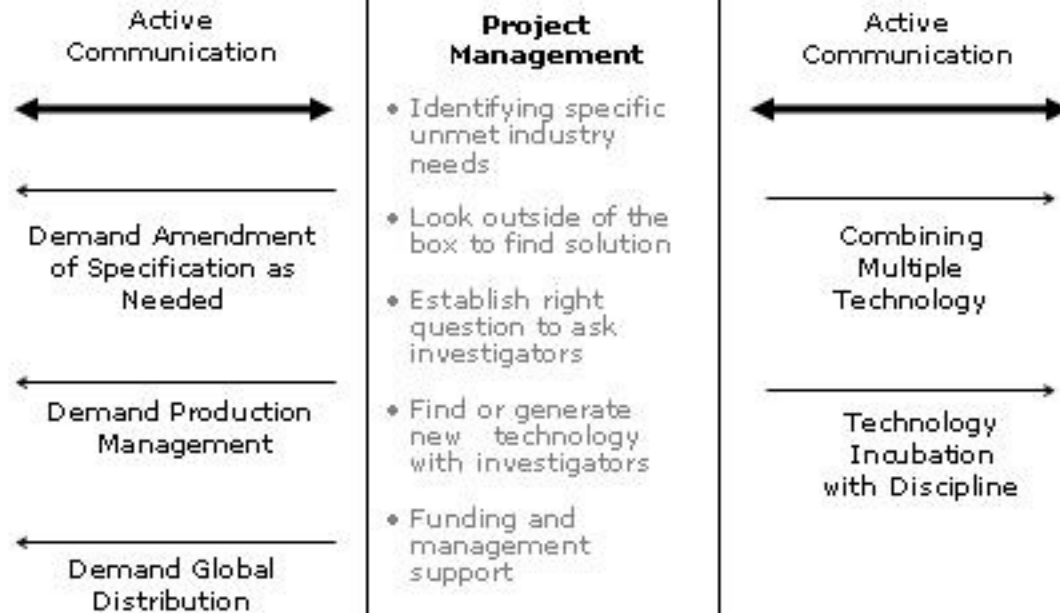 Active
Communication
Demand Amendment
of Specification as
Needed
Demand Production
Management
Demand Global
Distribution
Project
Management
• Identifying specific
unmet industry
needs
• Look outside of the
box to find solution
• Establish right
question to ask
investigators
• Find or generate
new technology
with investigators
• Funding and
management
support
Active
Communication
Combining
Multiple
Technology
Technology
Incubation
with Discipline